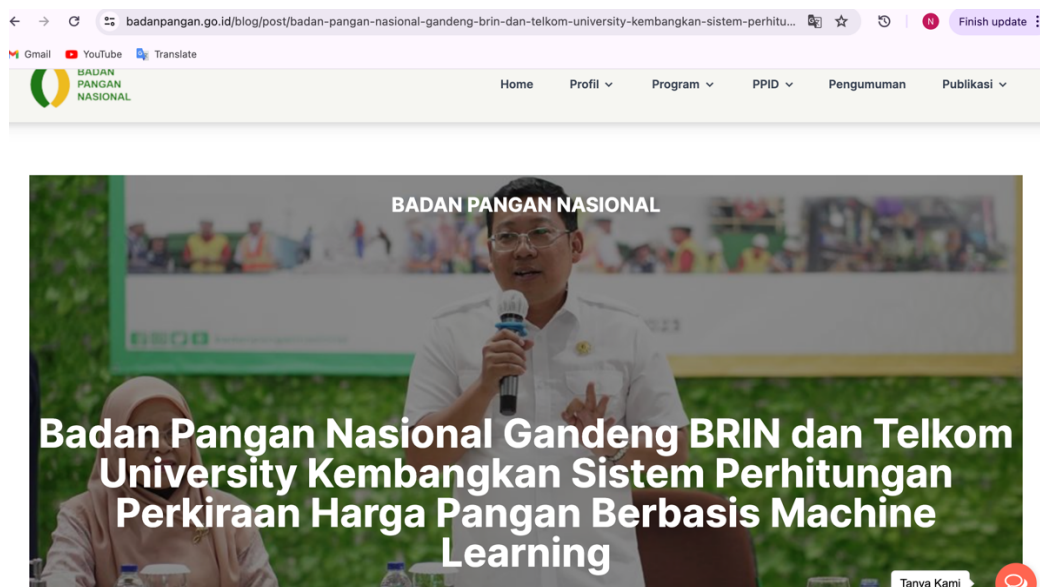 badanpangan.go.id/blog/post/badan-pangan-nasional-gandeng-brin-dan-telkom-university-kembangkan-sistem-perhitu...
N
Finish update
Gmail YouTube Translate
BADAN
PANGAN
NASIONAL
Home Profil Program PPID Pengumuman Publikasi
BADAN PANGAN NASIONAL
Badan Pangan Nasional Gandeng BRIN dan Telkom
University Kembangkan Sistem Perhitungan
Perkiraan Harga Pangan Berbasis Machine
Learning
Tanya Kami